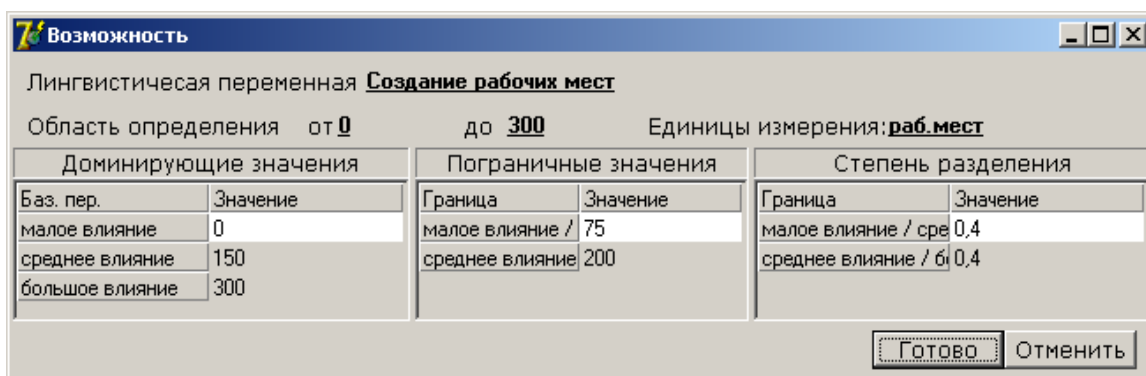 Возможность
Лингвистичесая переменная Создание рабочих мест
Область определения от 0 до 300 Единицы измерения: раб.мест
Доминирующие значения Пограничные значения Степень разделения
Баз. пер. Значение Граница Значение Граница Значение
малое влияние 0 малое влияние / 75 малое влияние / сре 0,4
среднее влияние 150 среднее влияние 200 среднее влияние / б 0,4
большое влияние 300
Готово Отменить